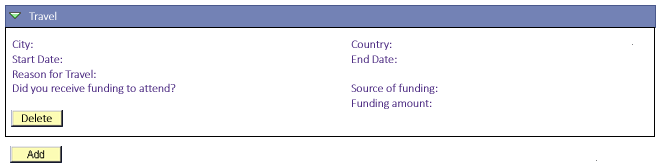 Travel
City: Country:
Start Date: End Date:
Reason for Travel:
Did you receive funding to attend? Source of funding:
Funding amount:
Delete
Add